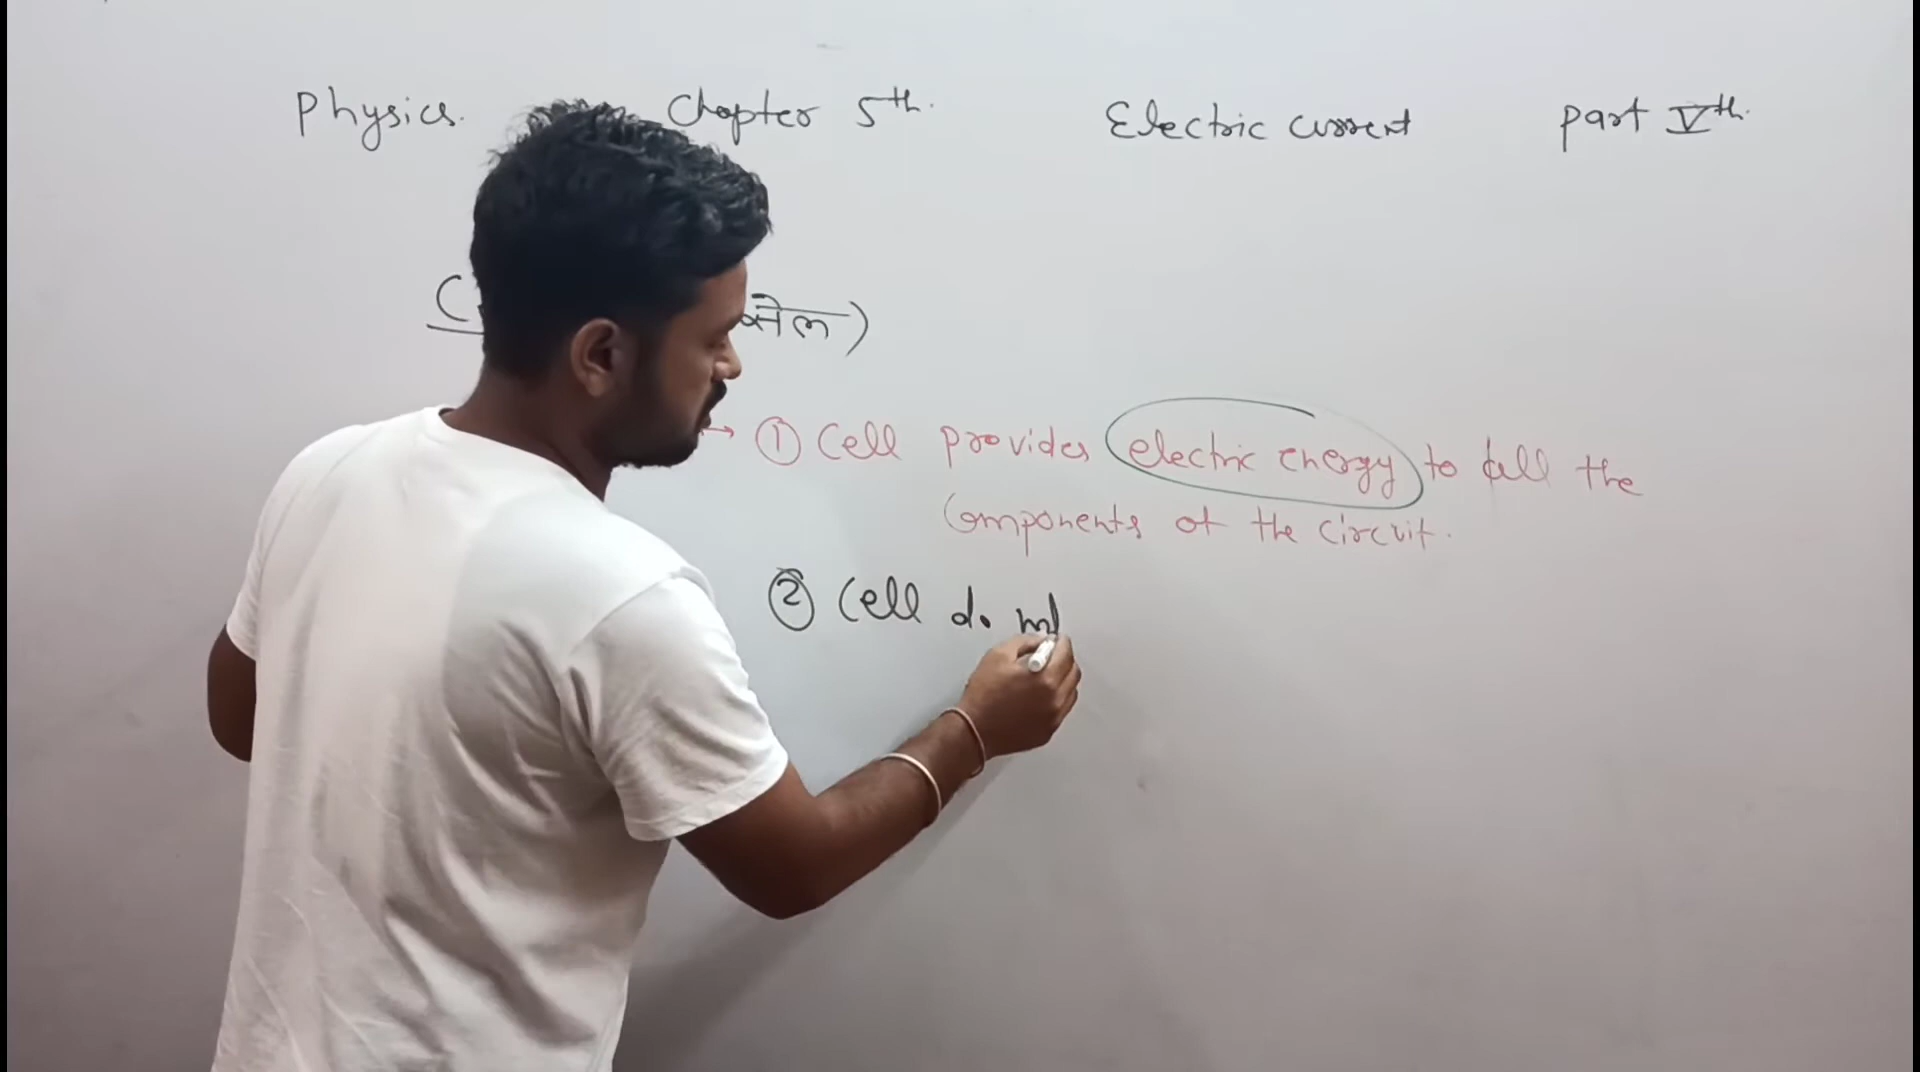 Physics. Chapter 5th. Electric current part Vth.
सेल)
→ ① Cell provides electric energy to all the
components of the circuit.
② Cell do